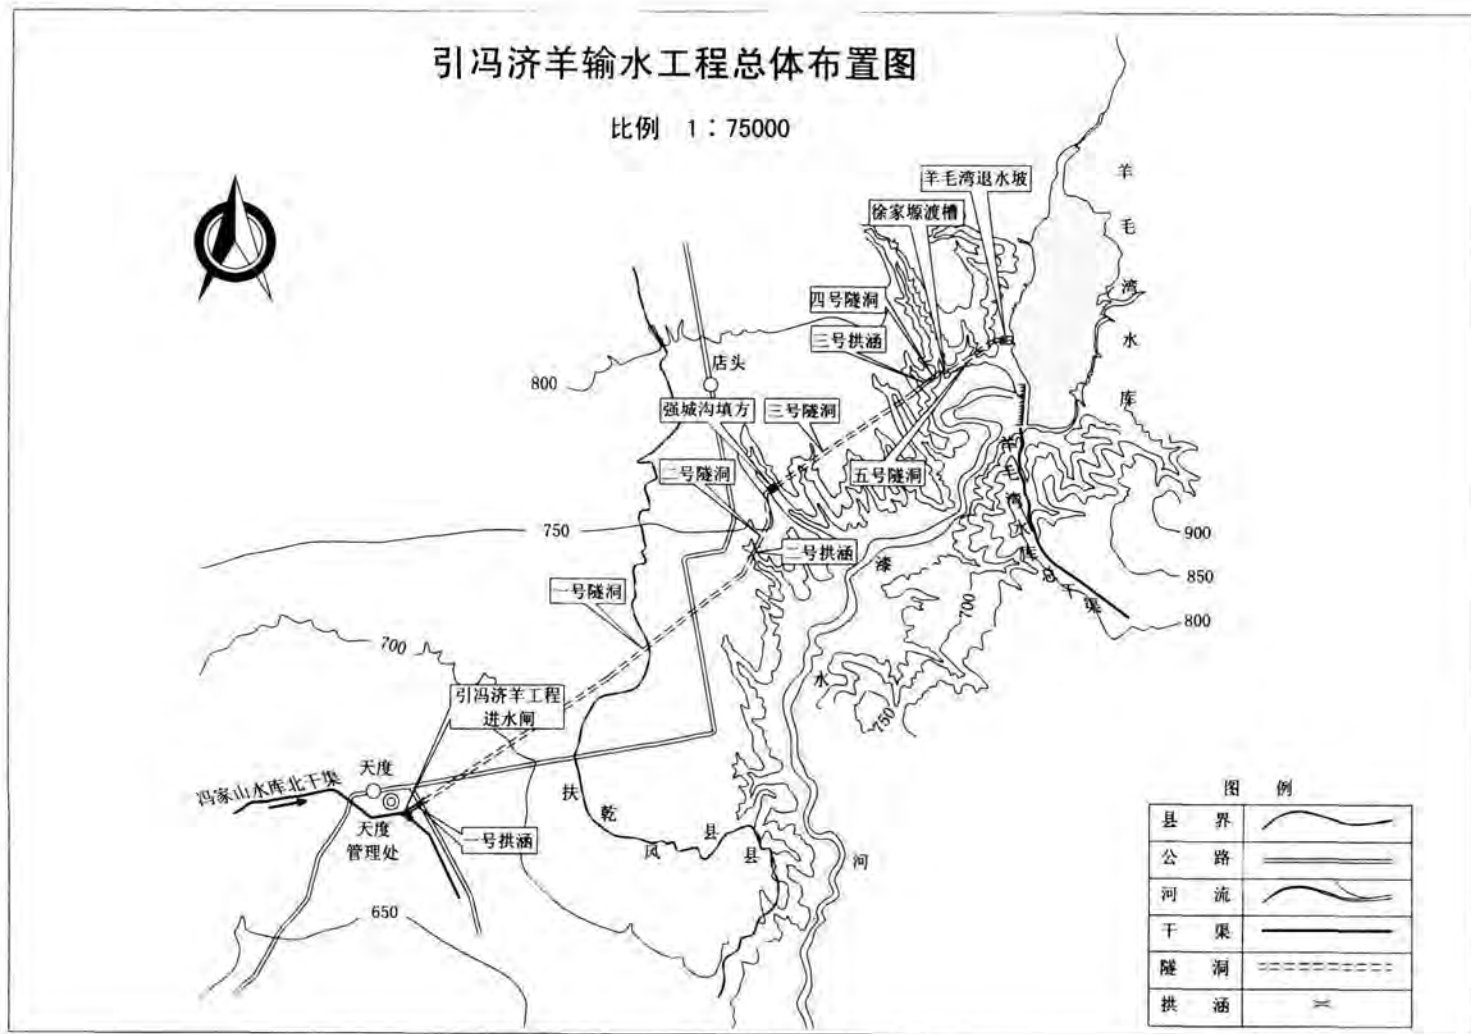 引冯济羊输水工程总体布置图
比例 1：75000
羊毛湾退水坡
徐家塬渡槽
四号隧洞
三号拱涵
羊毛湾水库
店头
800
强城沟填方
三号隧洞
二号隧洞
五号隧洞
羊毛湾水库总干渠
750
二号拱涵
900
850
800
一号隧洞
700
700
750
漆水河
引冯济羊工程
进水闸
冯家山水库北干渠
天度
天度
管理处
一号拱涵
扶风县
乾县
650
图例
县界
公路
河流
干渠
隧洞
拱涵